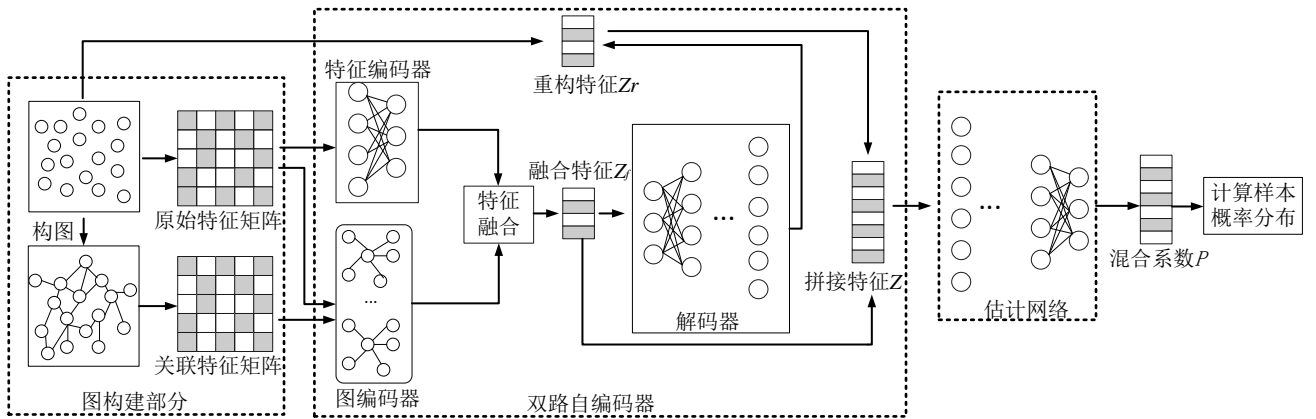 特征编码器
重构特征Zr
原始特征矩阵
构图
关联特征矩阵
图构建部分
...
图编码器
特征
融合
融合特征Zf
...
解码器
拼接特征Z
双路自编码器
...
估计网络
混合系数P
计算样本
概率分布